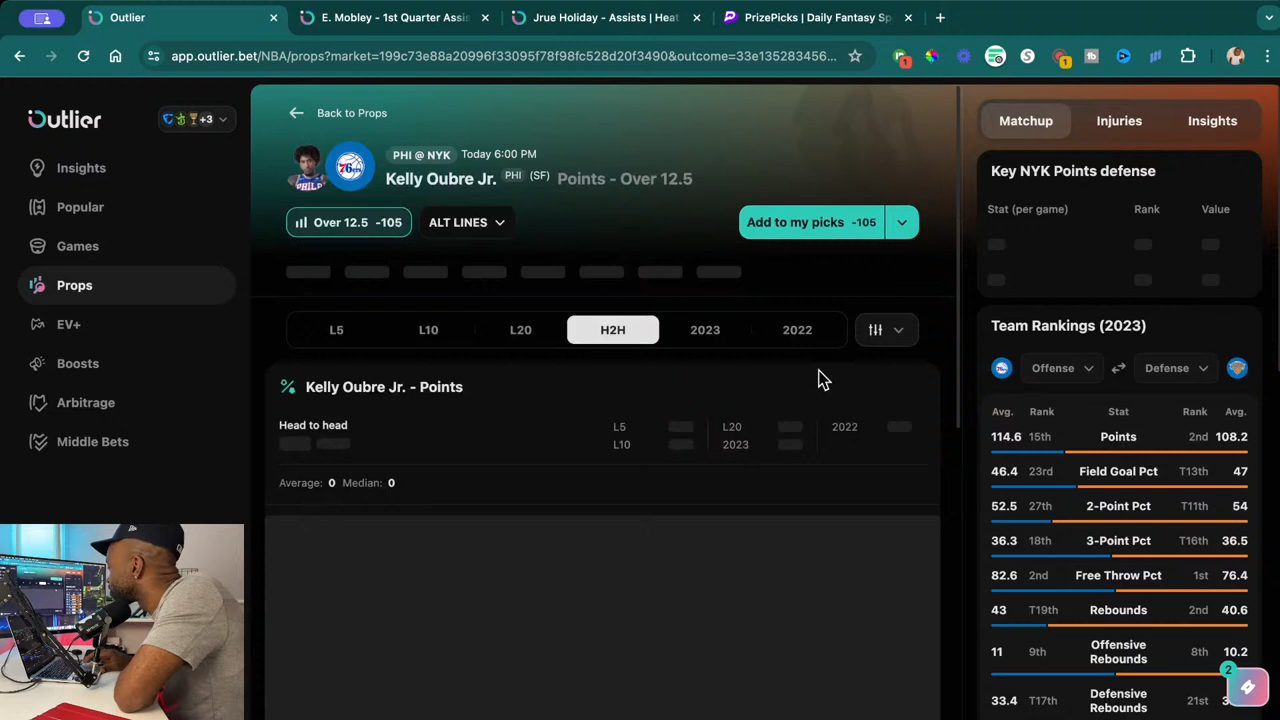 Outlier
E. Mobley - 1st Quarter Assi
Jrue Holiday - Assists | Heat
PrizePicks | Daily Fantasy Sp
app.outlier.bet/NBA/props?market=199c73e88a20996f33095f78f98fc528d20f3490&outcome=33e135283456...
Outlier
+3
Insights
Popular
Games
Props
EV+
Boosts
Arbitrage
Middle Bets
Back to Props
PHI @ NYK Today 6:00 PM
Kelly Oubre Jr. PHI (SF) Points - Over 12.5
Over 12.5 -105
ALT LINES
Add to my picks -105
L5 L10 L20 H2H 2023 2022
Kelly Oubre Jr. - Points
Head to head
L5 L20 2022
L10 2023
Average: 0 Median: 0
Matchup Injuries Insights
Key NYK Points defense
Stat (per game) Rank Value
Team Rankings (2023)
Offense Defense
Avg. Rank Stat Rank Avg.
114.6 15th Points 2nd 108.2
46.4 23rd Field Goal Pct T13th 47
52.5 27th 2-Point Pct T11th 54
36.3 18th 3-Point Pct T16th 36.5
82.6 2nd Free Throw Pct 1st 76.4
43 T19th Rebounds 2nd 40.6
11 9th Offensive Rebounds 8th 10.2
33.4 T17th Defensive Rebounds 21st
2